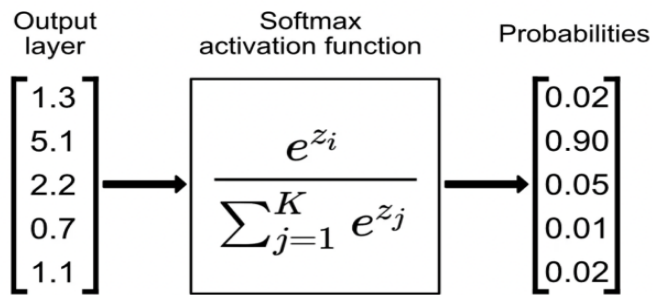 Output
layer
Softmax
activation function
Probabilities
1.3
5.1
2.2
0.7
1.1
e^{z_i}
∑_{j=1}^{K} e^{z_j}
0.02
0.90
0.05
0.01
0.02